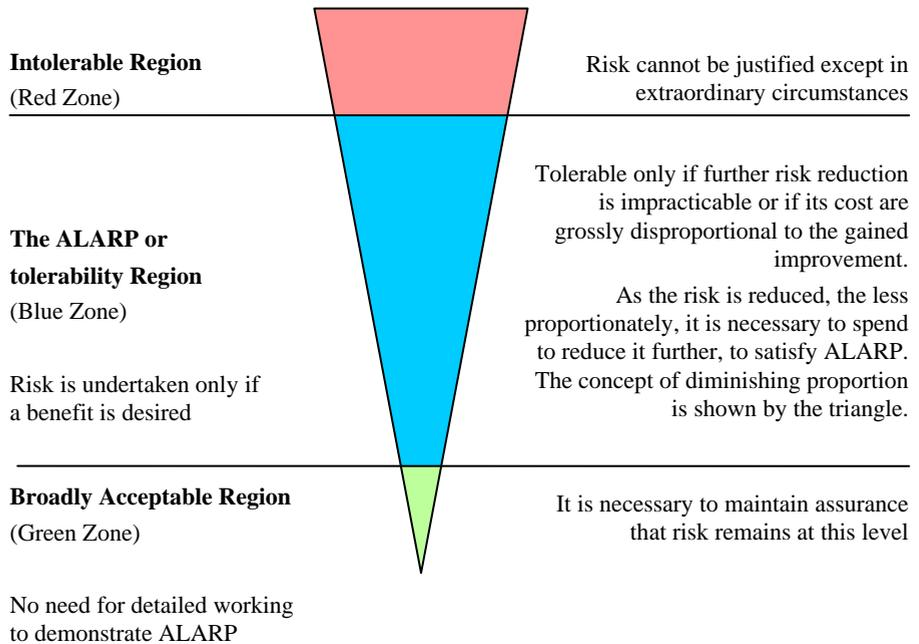 Intolerable Region
(Red Zone)
Risk cannot be justified except in
extraordinary circumstances
The ALARP or
tolerability Region
(Blue Zone)
Risk is undertaken only if
a benefit is desired
Tolerable only if further risk reduction
is impracticable or if its cost are
grossly disproportional to the gained
improvement.
As the risk is reduced, the less
proportionately, it is necessary to spend
to reduce it further, to satisfy ALARP.
The concept of diminishing proportion
is shown by the triangle.
Broadly Acceptable Region
(Green Zone)
It is necessary to maintain assurance
that risk remains at this level
No need for detailed working
to demonstrate ALARP